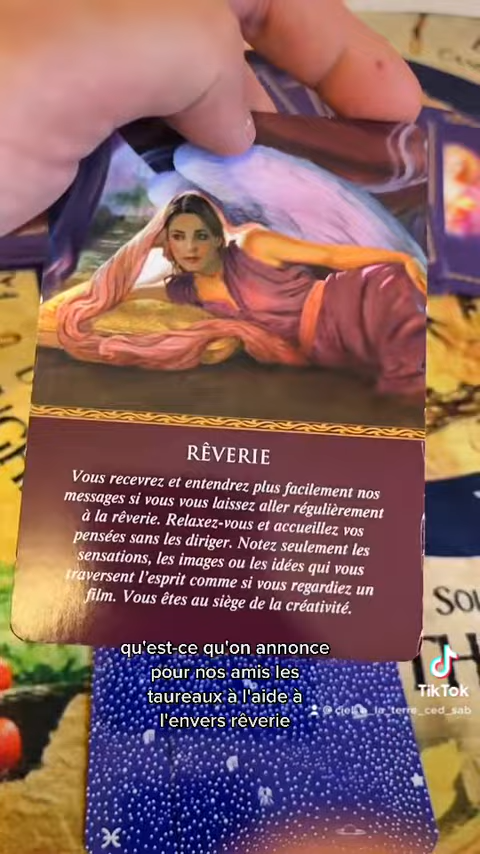 RÊVERIE
Vous recevrez et entendrez plus facilement nos
messages si vous vous laissez aller régulièrement
à la rêverie. Relaxez-vous et accueillez vos
pensées sans les diriger. Notez seulement les
sensations, les images ou les idées qui vous
traversent l'esprit comme si vous regardiez un
film. Vous êtes au siège de la créativité.
qu'est-ce qu'on annonce
pour nos amis les
taureaux à l'aide à
l'envers rêverie
TikTok